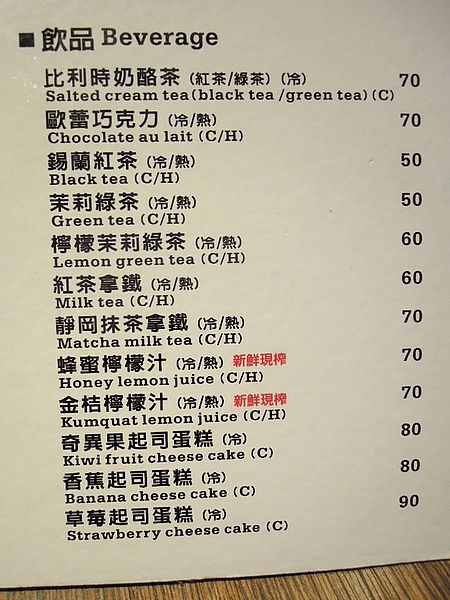 ■飲品 Beverage
比利時奶酪茶（紅茶/綠茶）（冷） 70
Salted cream tea(black tea /green tea) (C)
歐蕾巧克力（冷/熱） 70
Chocolate au lait (C/H)
錫蘭紅茶（冷/熱） 50
Black tea (C/H)
茉莉綠茶（冷/熱） 50
Green tea (C/H)
檸檬茉莉綠茶（冷/熱） 60
Lemon green tea (C/H)
紅茶拿鐵（冷/熱） 60
Milk tea (C/H)
靜岡抹茶拿鐵（冷/熱） 70
Matcha milk tea (C/H)
蜂蜜檸檬汁（冷/熱）新鮮現榨 70
Honey lemon juice (C/H)
金桔檸檬汁（冷/熱）新鮮現榨 70
Kumquat lemon juice (C/H)
奇異果起司蛋糕（冷） 80
Kiwi fruit cheese cake (C)
香蕉起司蛋糕（冷） 80
Banana cheese cake (C)
草莓起司蛋糕（冷） 90
Strawberry cheese cake (C)